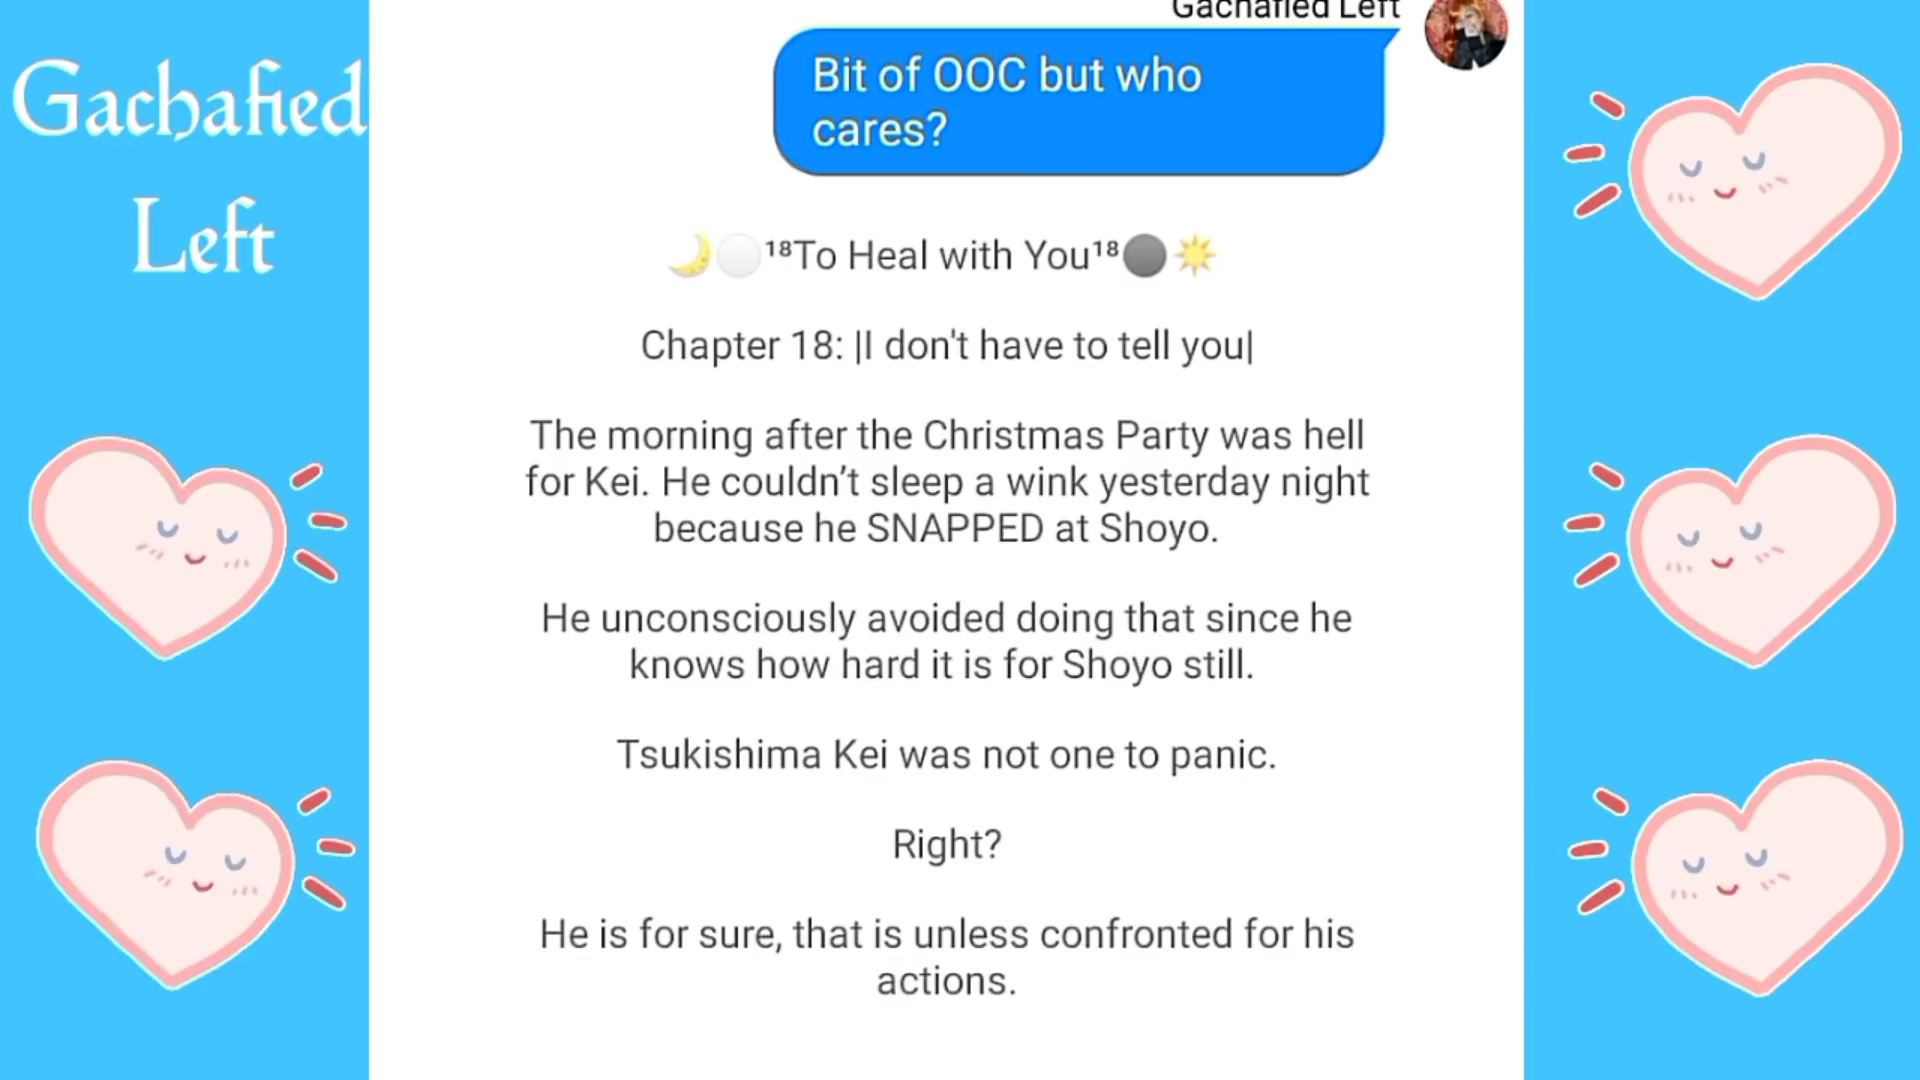 Gachafied Left
Gachafied
Left
Bit of OOC but who
cares?
🌙⚪¹⁸To Heal with You¹⁸⚫☀️
Chapter 18: |I don't have to tell you|
The morning after the Christmas Party was hell
for Kei. He couldn’t sleep a wink yesterday night
because he SNAPPED at Shoyo.
He unconsciously avoided doing that since he
knows how hard it is for Shoyo still.
Tsukishima Kei was not one to panic.
Right?
He is for sure, that is unless confronted for his
actions.